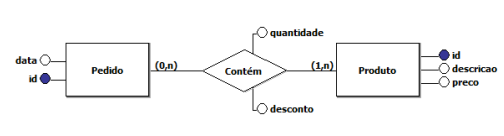 quantidade
data
id
Pedido
(0,n)
Contém
(1,n)
Produto
id
descricao
preco
desconto